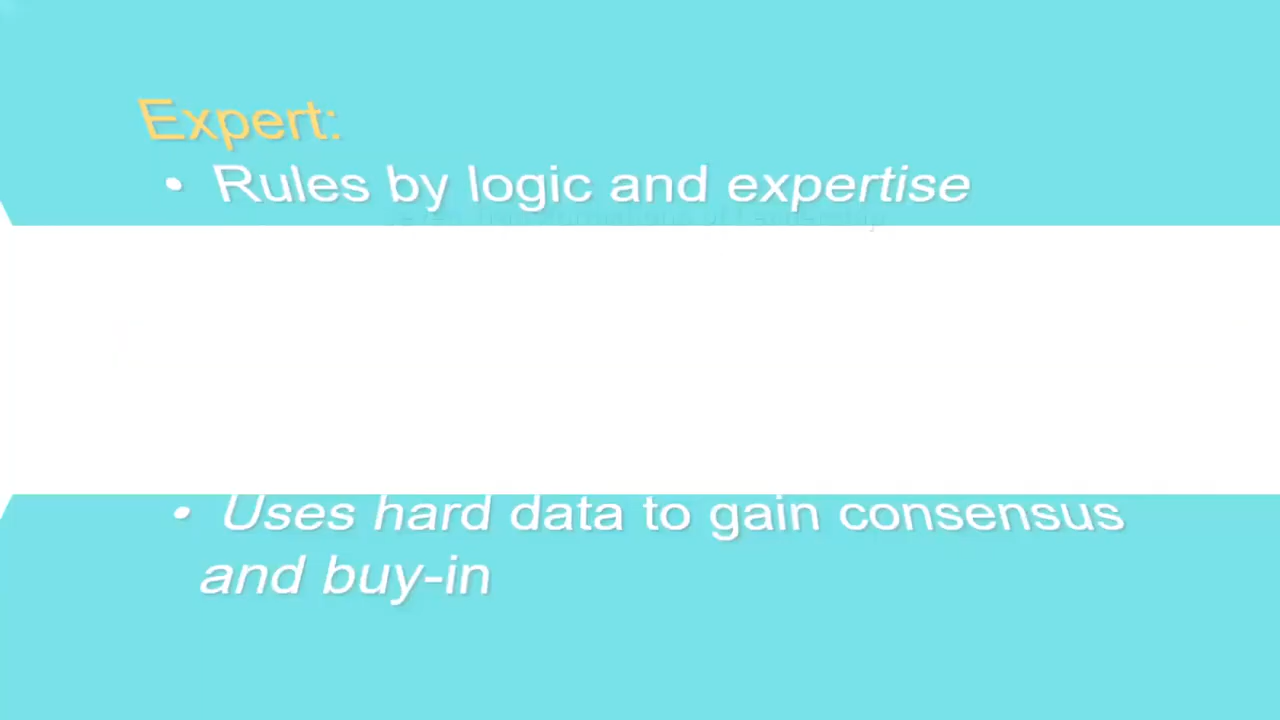 Expert:
• Rules by logic and expertise
• Uses hard data to gain consensus
and buy-in